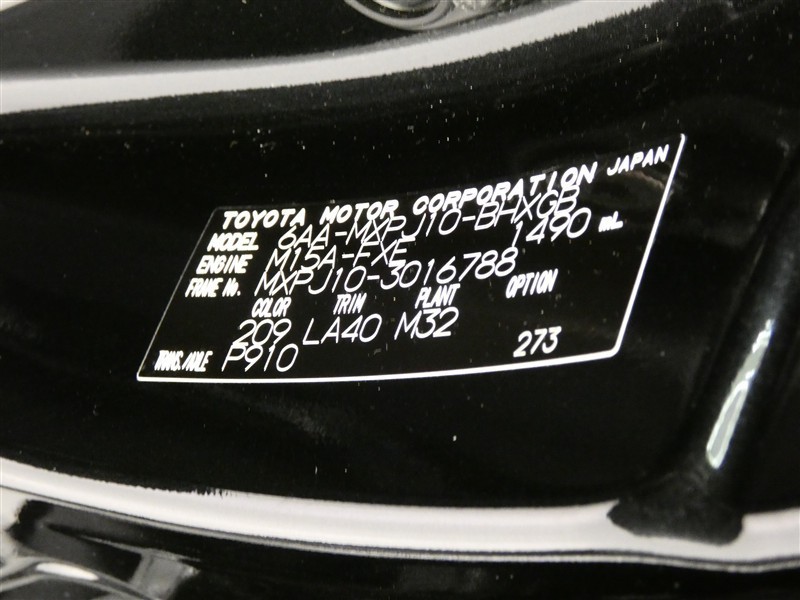 TOYOTA MOTOR CORPORATION JAPAN
MODEL 6AA-MXPJ10-BHXGB
ENGINE M15A-FXE 1490 mL
FRAME No. MXPJ10-3016788
COLOR TRIM PLANT OPTION
209 LA40 M32
TRANS./AXLE P910 273